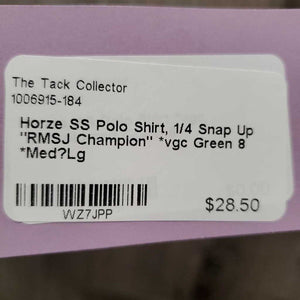 The Tack Collector
1006915-184
Horze SS Polo Shirt, 1/4 Snap Up
"RMSJ Champion" *vgc Green 8
*Med?Lg
WZ7JPP
$28.50